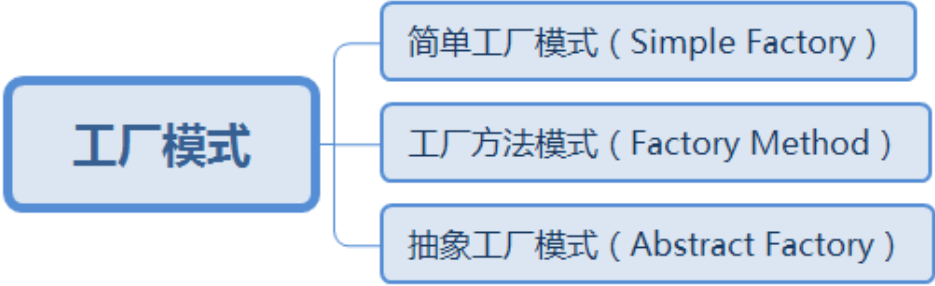 工厂模式
简单工厂模式（Simple Factory）
工厂方法模式（Factory Method）
抽象工厂模式（Abstract Factory）